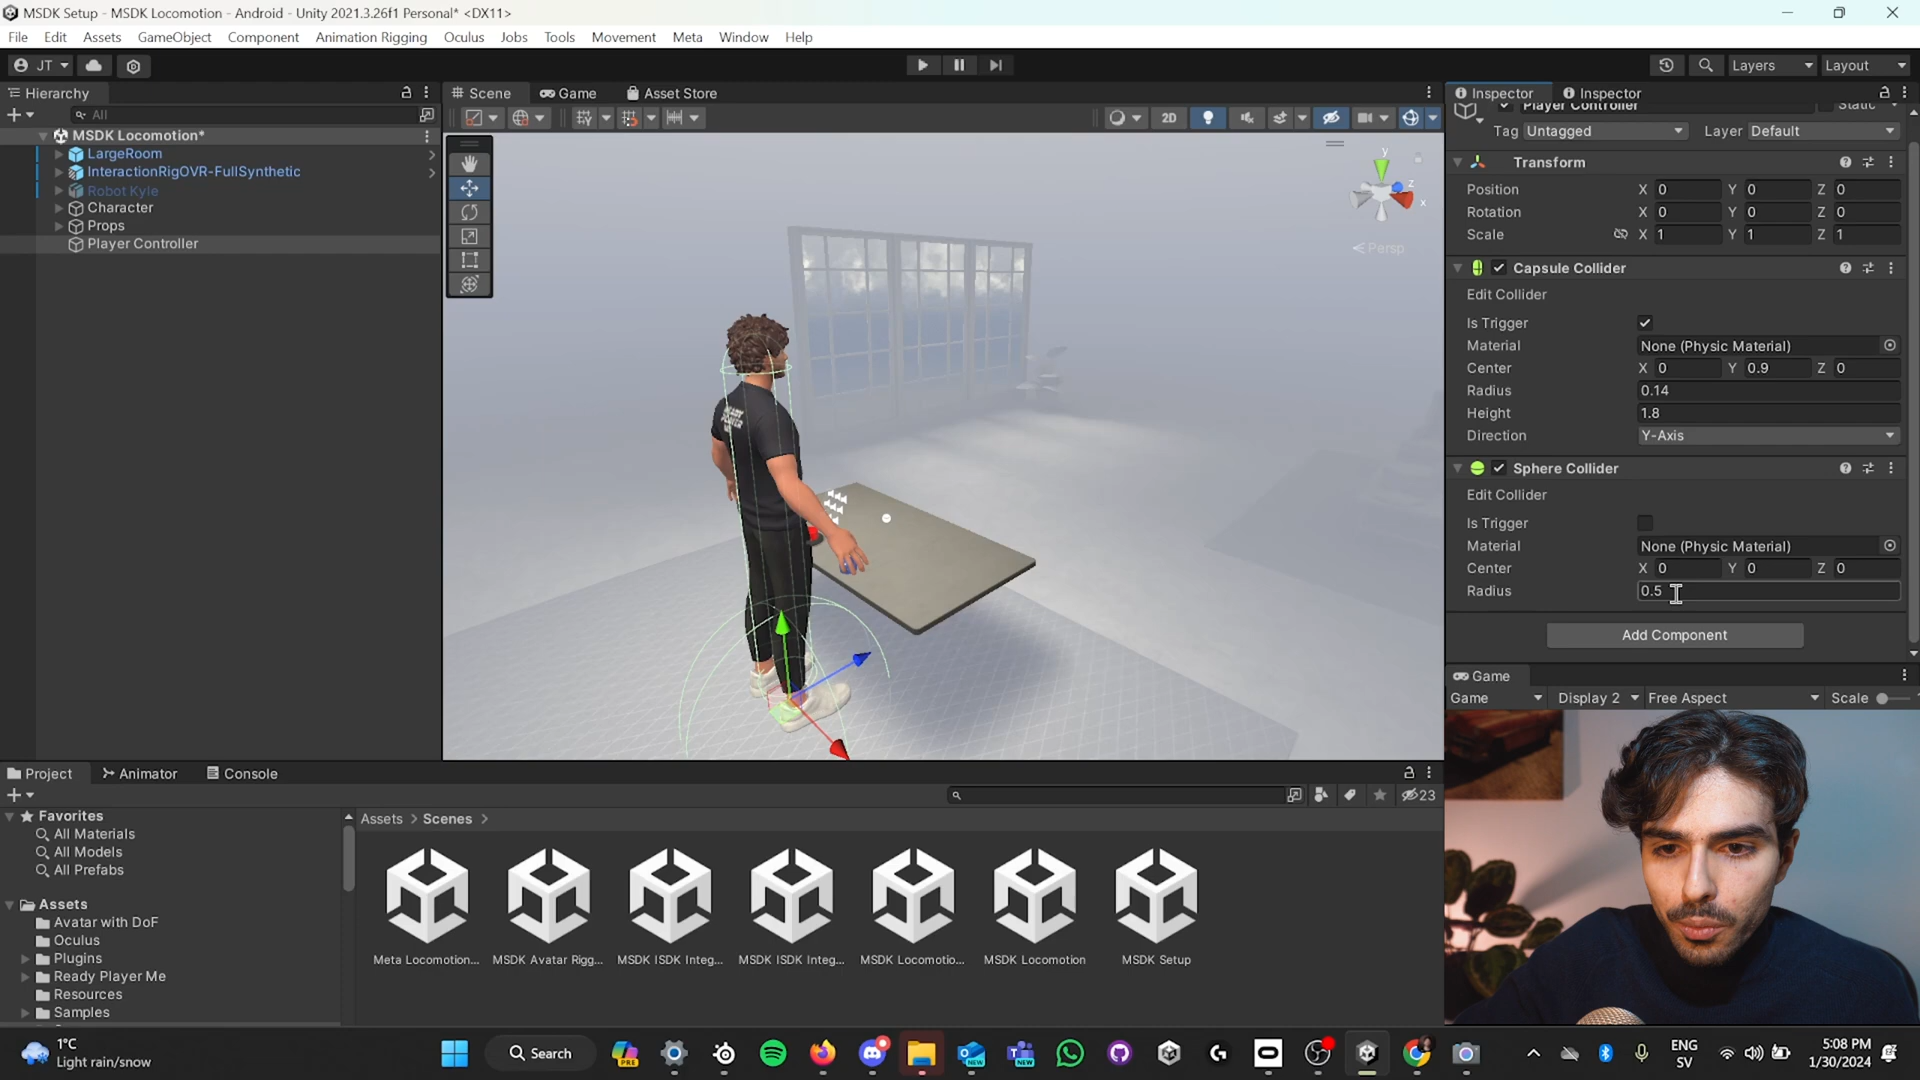 MSDK Setup - MSDK Locomotion - Android - Unity 2021.3.26f1 Personal* <DX11>
File Edit Assets GameObject Component Animation Rigging Oculus Jobs Tools Movement Meta Window Help
JT Layers Layout
Hierarchy
All
MSDK Locomotion*
LargeRoom
InteractionRigOVR-FullSynthetic
Robot Kyle
Character
Props
Player Controller
Scene Game Asset Store
2D
y
z
x
Persp
Inspector Inspector
Player Controller Static
Tag Untagged Layer Default
Transform
Position X 0 Y 0 Z 0
Rotation X 0 Y 0 Z 0
Scale X 1 Y 1 Z 1
Capsule Collider
Edit Collider
Is Trigger
Material None (Physic Material)
Center X 0 Y 0.9 Z 0
Radius 0.14
Height 1.8
Direction Y-Axis
Sphere Collider
Edit Collider
Is Trigger
Material None (Physic Material)
Center X 0 Y 0 Z 0
Radius 0.5
Add Component
Game
Game Display 2 Free Aspect Scale
Project Animator Console
23
Favorites
All Materials
All Models
All Prefabs
Assets
Avatar with DoF
Oculus
Plugins
Ready Player Me
Resources
Samples
Assets > Scenes >
Meta Locomotion... MSDK Avatar Rigg... MSDK ISDK Integ... MSDK ISDK Integ... MSDK Locomotio... MSDK Locomotion MSDK Setup
1°C
Light rain/snow
Search
PRE
NEW
NEW
ENG
SV
5:08 PM
1/30/2024